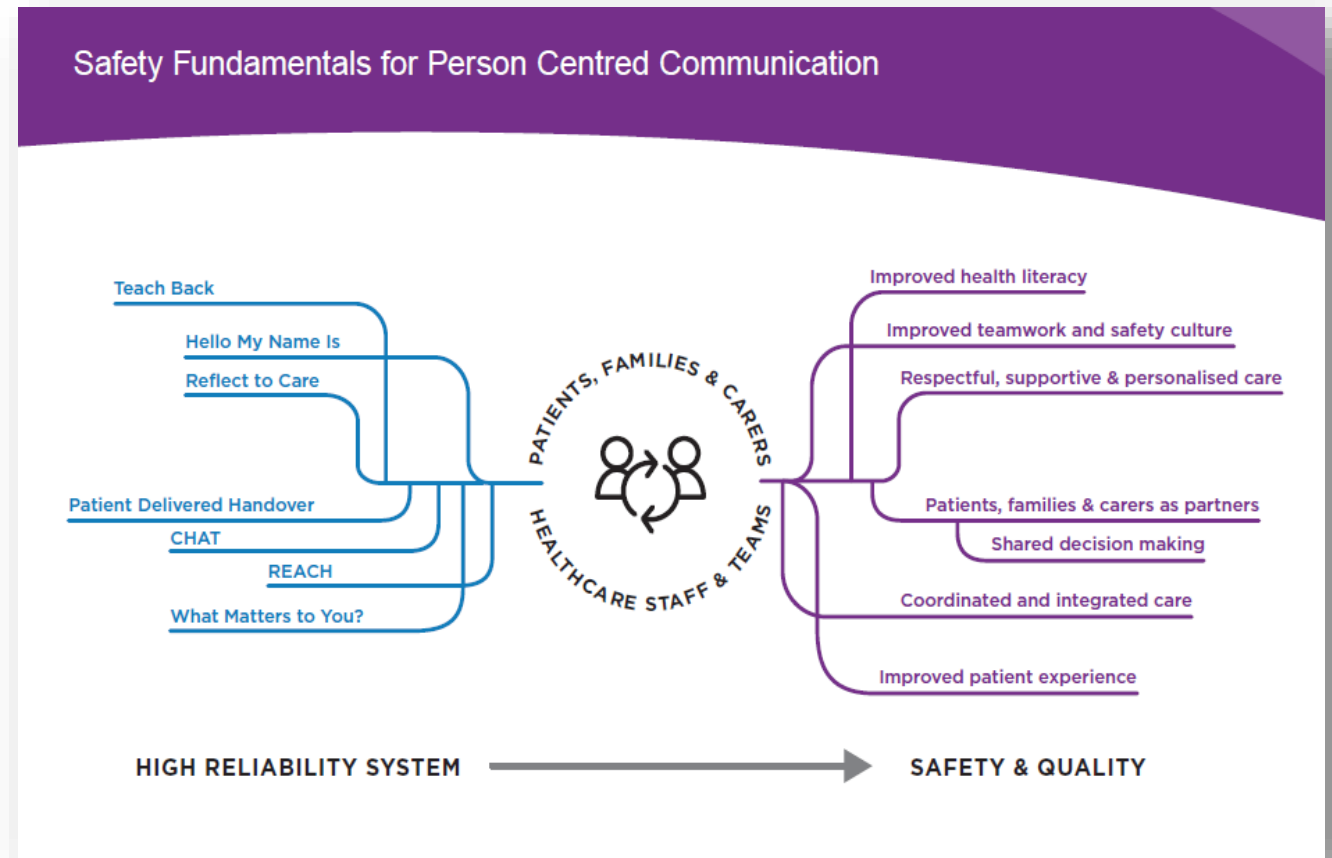 Safety Fundamentals for Person Centred Communication
Teach Back
Hello My Name Is
Reflect to Care
Patient Delivered Handover
CHAT
REACH
What Matters to You?
PATIENTS, FAMILIES & CARERS
HEALTHCARE STAFF & TEAMS
Improved health literacy
Improved teamwork and safety culture
Respectful, supportive & personalised care
Patients, families & carers as partners
Shared decision making
Coordinated and integrated care
Improved patient experience
HIGH RELIABILITY SYSTEM
SAFETY & QUALITY